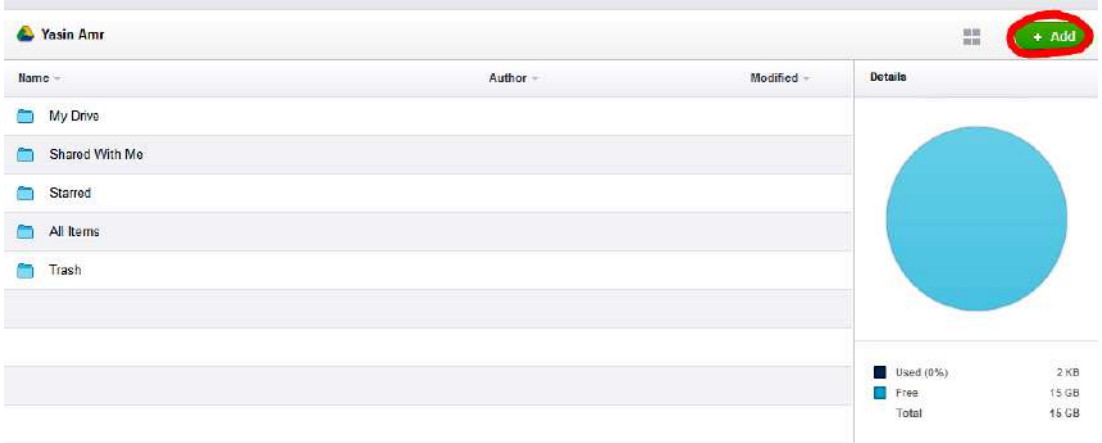 Yasin Amr
+ Add
Name Author Modified Details
My Drive
Shared With Me
Starred
All Items
Trash
Used (0%) 2 KB
Free 15 GB
Total 15 GB